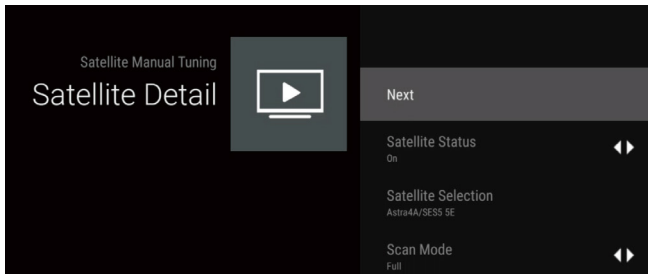 Satellite Manual Tuning
Satellite Detail
Next
Satellite Status
On
Satellite Selection
Astra4A/SES5 5E
Scan Mode
Full